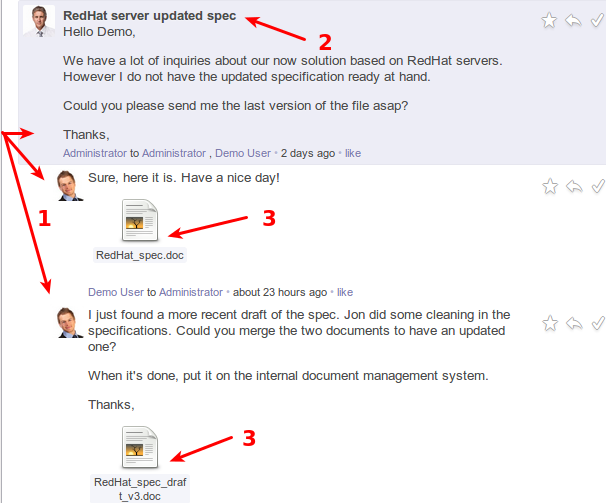 RedHat server updated spec
Hello Demo,
2
We have a lot of inquiries about our now solution based on RedHat servers.
However I do not have the updated specification ready at hand.
Could you please send me the last version of the file asap?
Thanks,
Administrator to Administrator , Demo User • 2 days ago • like
Sure, here it is. Have a nice day!
1
3
RedHat_spec.doc
Demo User to Administrator • about 23 hours ago • like
I just found a more recent draft of the spec. Jon did some cleaning in the
specifications. Could you merge the two documents to have an updated
one?
When it's done, put it on the internal document management system.
Thanks,
3
RedHat_spec_draf
t_v3.doc